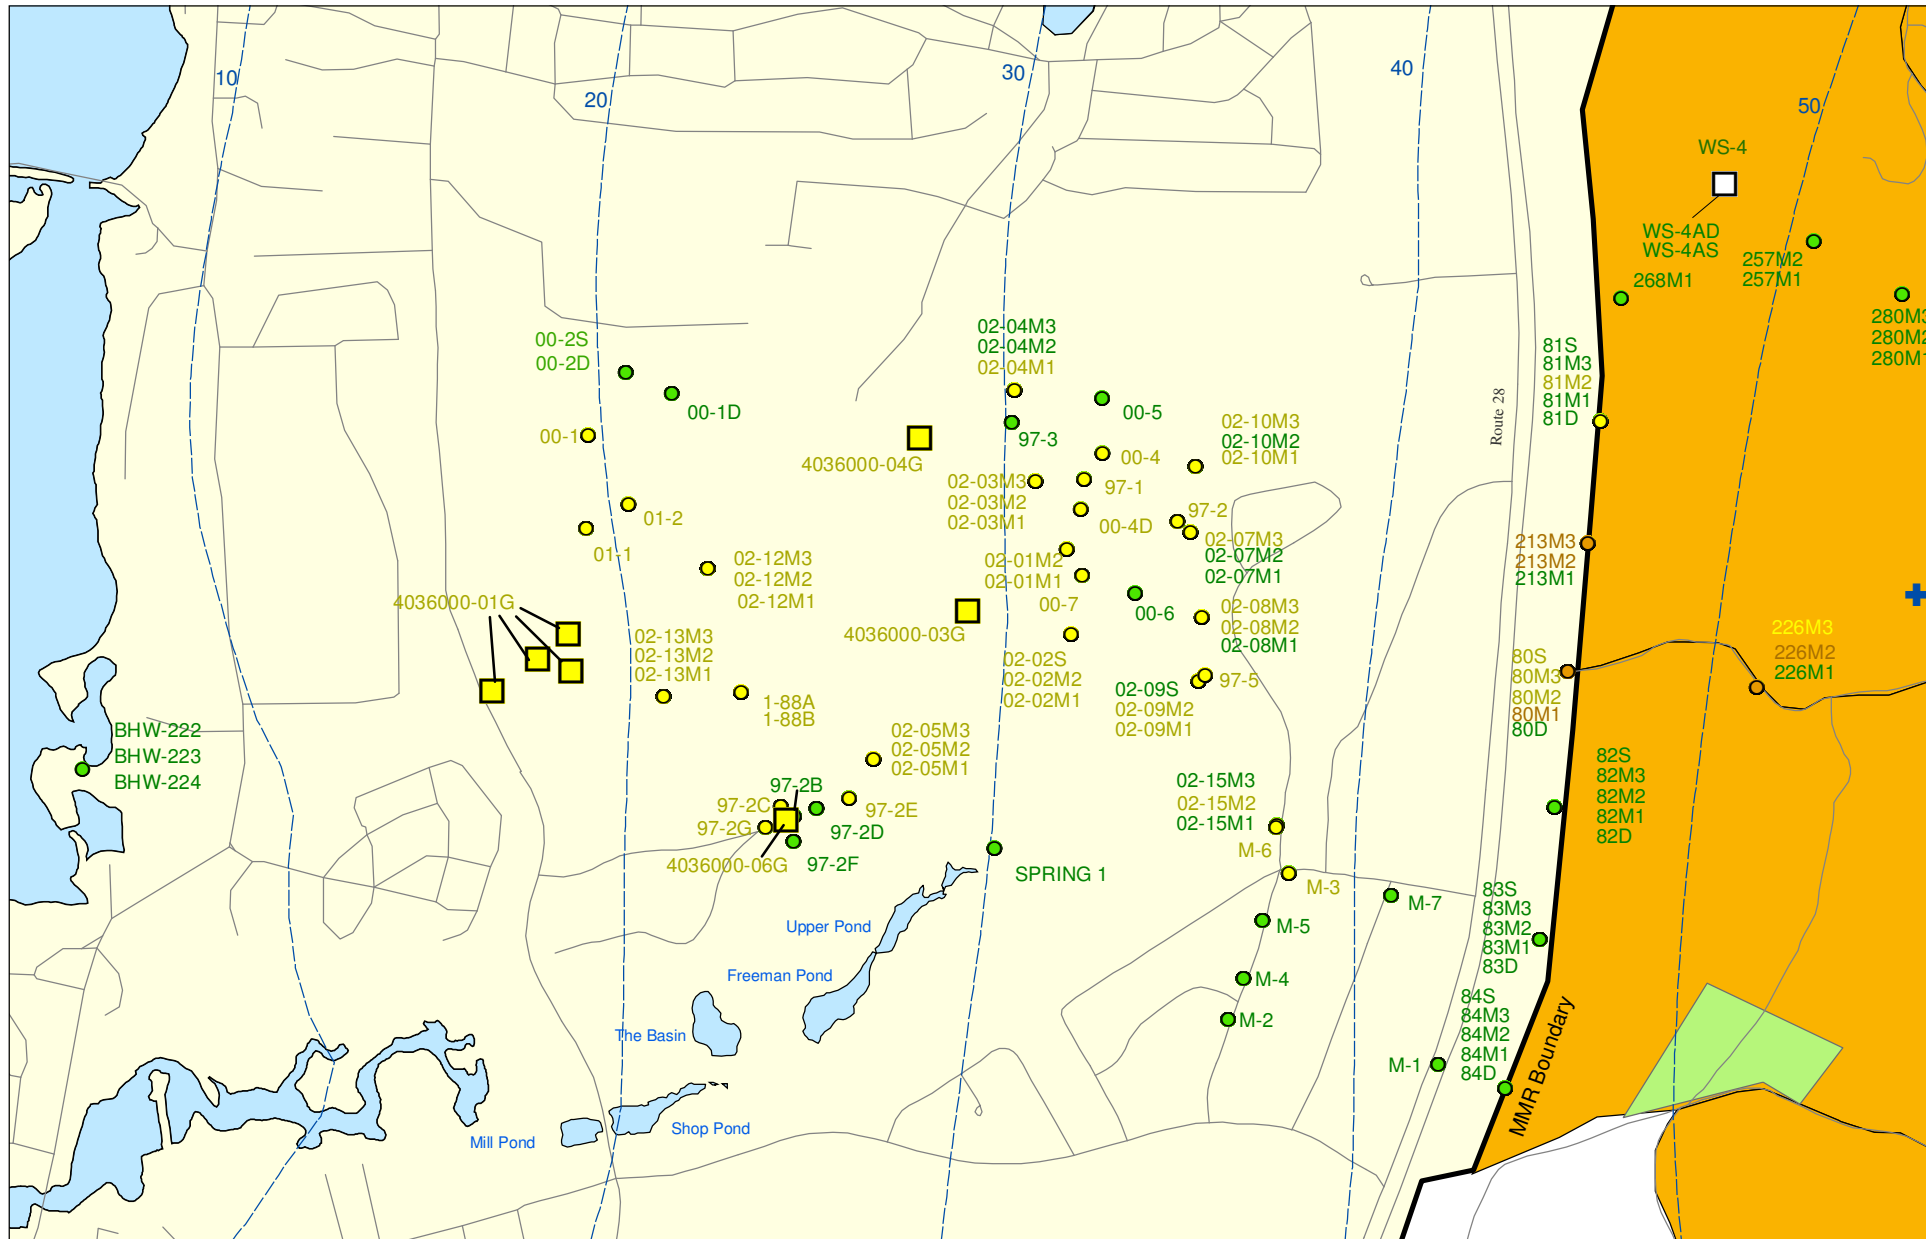 10
20
30
40
50
WS-4
WS-4AD
WS-4AS
257M2
257M1
268M1
280M3
280M2
280M1
00-2S
00-2D
00-1D
00-1
02-04M3
02-04M2
02-04M1
97-3
00-5
81S
81M3
81M2
81M1
81D
Route 28
4036000-04G
00-4
97-1
02-10M3
02-10M2
02-10M1
02-03M3
02-03M2
02-03M1
00-4D
97-2
02-07M3
02-07M2
02-07M1
01-2
01-1
02-12M3
02-12M2
02-12M1
02-01M2
02-01M1
00-7
00-6
213M3
213M2
213M1
4036000-01G
4036000-03G
02-08M3
02-08M2
02-08M1
02-13M3
02-13M2
02-13M1
02-02S
02-02M2
02-02M1
97-5
02-09S
02-09M2
02-09M1
80S
80M3
80M2
80M1
80D
226M3
226M2
226M1
1-88A
1-88B
BHW-222
BHW-223
BHW-224
02-05M3
02-05M2
02-05M1
97-2B
97-2C
97-2G
97-2E
97-2D
97-2F
4036000-06G
02-15M3
02-15M2
02-15M1
M-6
82S
82M3
82M2
82M1
82D
SPRING 1
M-3
M-7
M-5
83S
83M3
83M2
83M1
83D
Upper Pond
Freeman Pond
The Basin
M-4
M-2
84S
84M3
84M2
84M1
84D
M-1
MMR Boundary
Mill Pond
Shop Pond